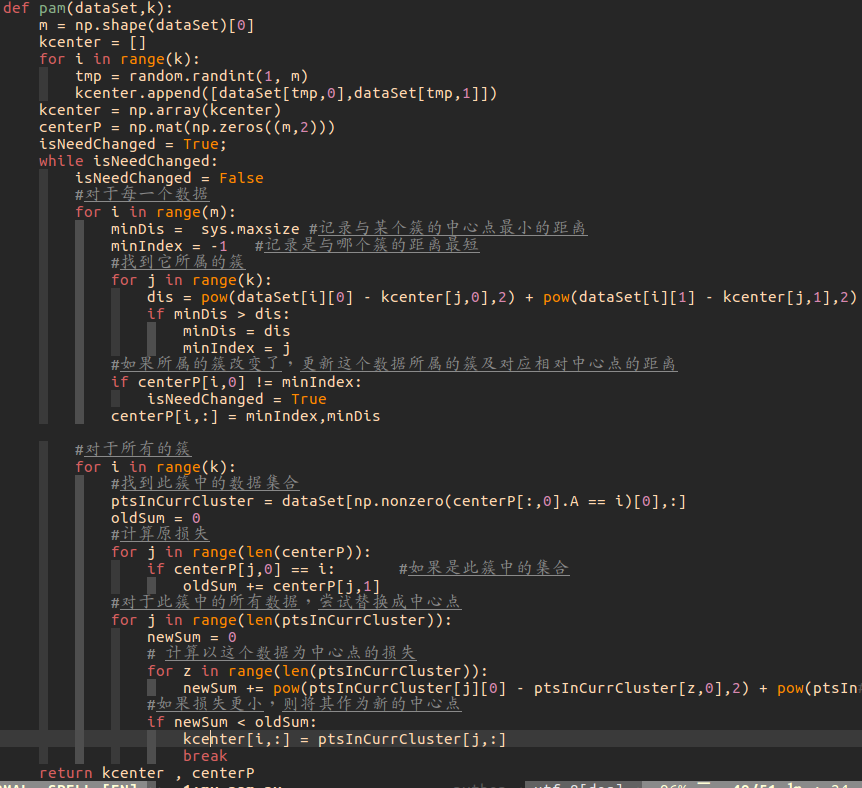 def pam(dataSet,k):
    m = np.shape(dataSet)[0]
    kcenter = []
    for i in range(k):
        tmp = random.randint(1, m)
        kcenter.append([dataSet[tmp,0],dataSet[tmp,1]])
    kcenter = np.array(kcenter)
    centerP = np.mat(np.zeros((m,2)))
    isNeedChanged = True;
    while isNeedChanged:
        isNeedChanged = False
        #对于每一个数据
        for i in range(m):
            minDis =  sys.maxsize #记录与某个簇的中心点最小的距离
            minIndex = -1   #记录是与哪个簇的距离最短
            #找到它所属的簇
            for j in range(k):
                dis = pow(dataSet[i][0] - kcenter[j,0],2) + pow(dataSet[i][1] - kcenter[j,1],2)
                if minDis > dis:
                    minDis = dis
                    minIndex = j
            #如果所属的簇改变了，更新这个数据所属的簇及对应相对中心点的距离
            if centerP[i,0] != minIndex:
                isNeedChanged = True
            centerP[i,:] = minIndex,minDis
        #对于所有的簇
        for i in range(k):
            #找到此簇中的数据集合
            ptsInCurrCluster = dataSet[np.nonzero(centerP[:,0].A == i)[0],:]
            oldSum = 0
            #计算原损失
            for j in range(len(centerP)):
                if centerP[j,0] == i:       #如果是此簇中的集合
                    oldSum += centerP[j,1]
            #对于此簇中的所有数据，尝试替换成中心点
            for j in range(len(ptsInCurrCluster)):
                newSum = 0
                # 计算以这个数据为中心点的损失
                for z in range(len(ptsInCurrCluster)):
                    newSum += pow(ptsInCurrCluster[j][0] - ptsInCurrCluster[z,0],2) + pow(ptsIn
                #如果损失更小，则将其作为新的中心点
                if newSum < oldSum:
                    kcenter[i,:] = ptsInCurrCluster[j,:]
                    break
    return kcenter , centerP